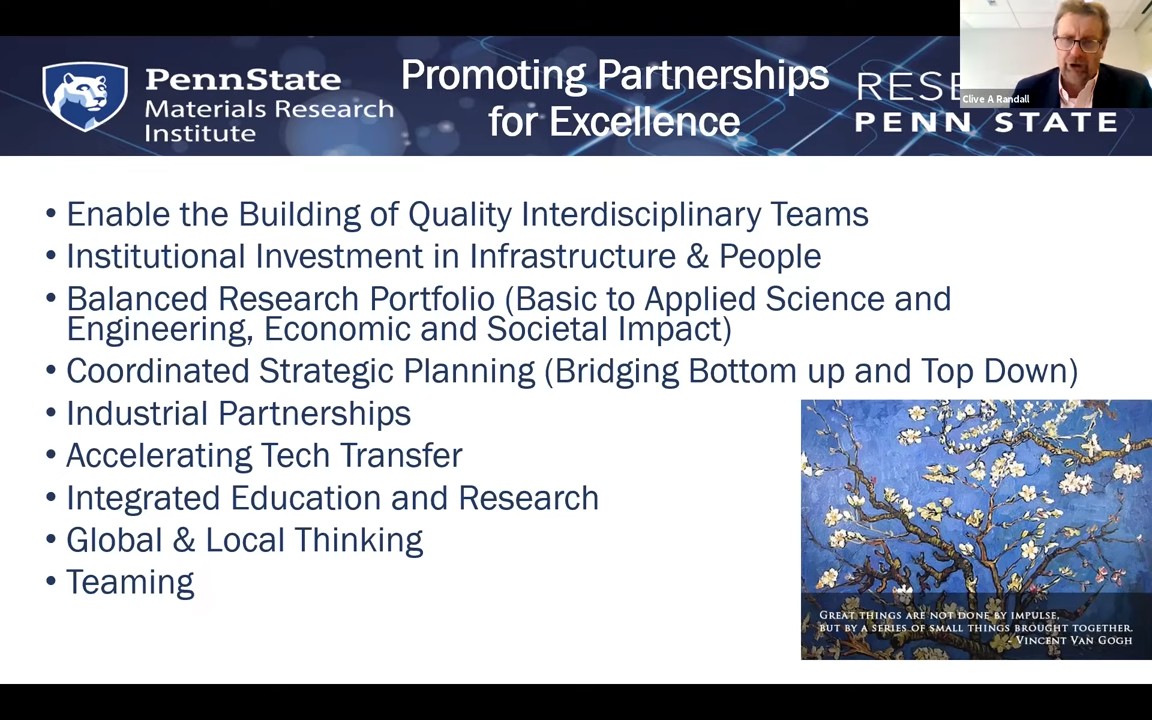 PennState
Materials Research
Institute
Promoting Partnerships
for Excellence
PENN STATE
Clive A Randall
• Enable the Building of Quality Interdisciplinary Teams
• Institutional Investment in Infrastructure & People
• Balanced Research Portfolio (Basic to Applied Science and
Engineering, Economic and Societal Impact)
• Coordinated Strategic Planning (Bridging Bottom up and Top Down)
• Industrial Partnerships
• Accelerating Tech Transfer
• Integrated Education and Research
• Global & Local Thinking
• Teaming
Great things are not done by impulse,
but by a series of small things brought together.
- Vincent Van Gogh